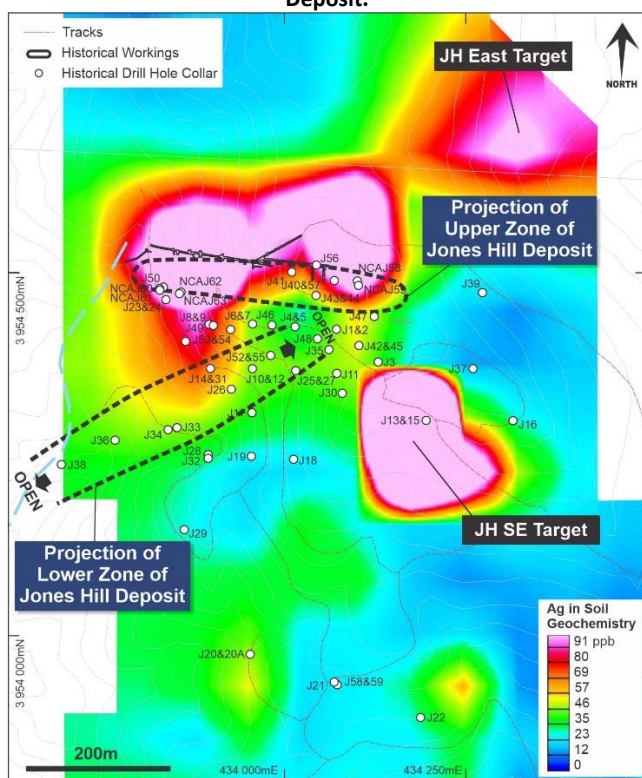 Deposit.
Tracks
Historical Workings
Historical Drill Hole Collar
JH East Target
NORTH
Projection of
Upper Zone of
Jones Hill Deposit
J56
J50
NCAJ62
NCAJ58
J41
J40&57
NCAJ61
NCAJ59
J23&24
J43&44
J39
3 954 500mN
J8&9
J6&7
J46
J4&5
J47
J49
OPEN
J1&2
J48
J53&54
J52&55
J35
J42&45
J3
J37
J14&31
J10&12
J25&27
J11
J26
J30
J13&15
J16
J34
J33
J36
J28
J32
J19
J18
J38
OPEN
JH SE Target
J29
Projection of
Lower Zone of
Jones Hill Deposit
Ag in Soil
Geochemistry
91 ppb
80
69
57
46
35
23
12
0
3 954 000mN
J20&20A
J21
J58&59
J22
200m
434 000mE
434 250mE